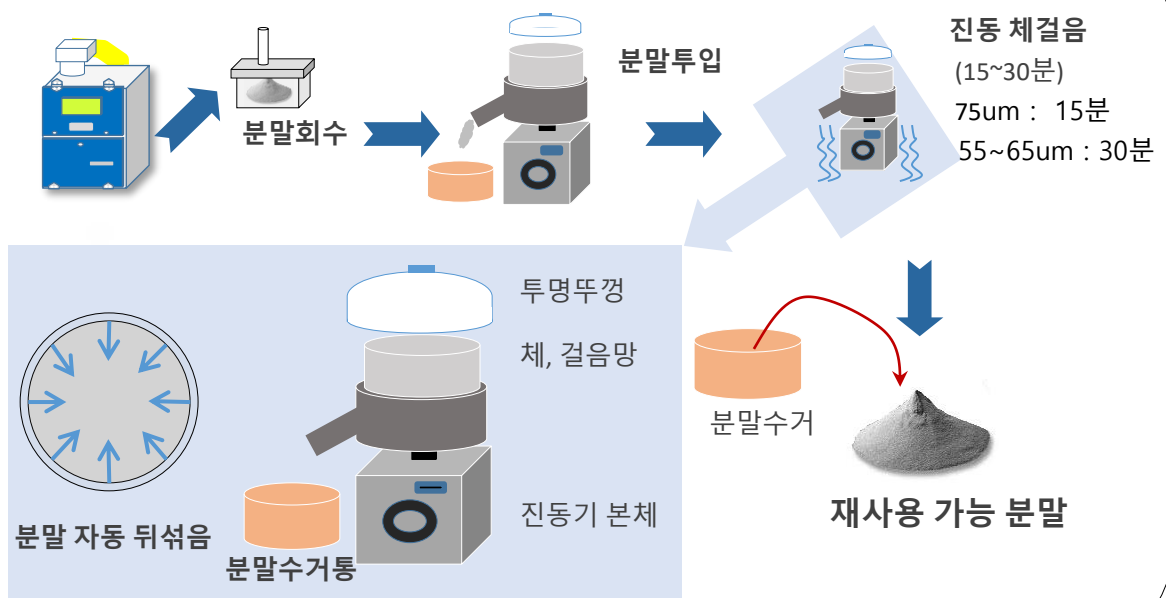 분말회수
분말투입
진동 체걸음
(15~30분)
75um : 15분
55~65um : 30분
투명뚜껑
체, 걸음망
진동기 본체
분말 자동 뒤섞음
분말수거통
분말수거
재사용 가능 분말